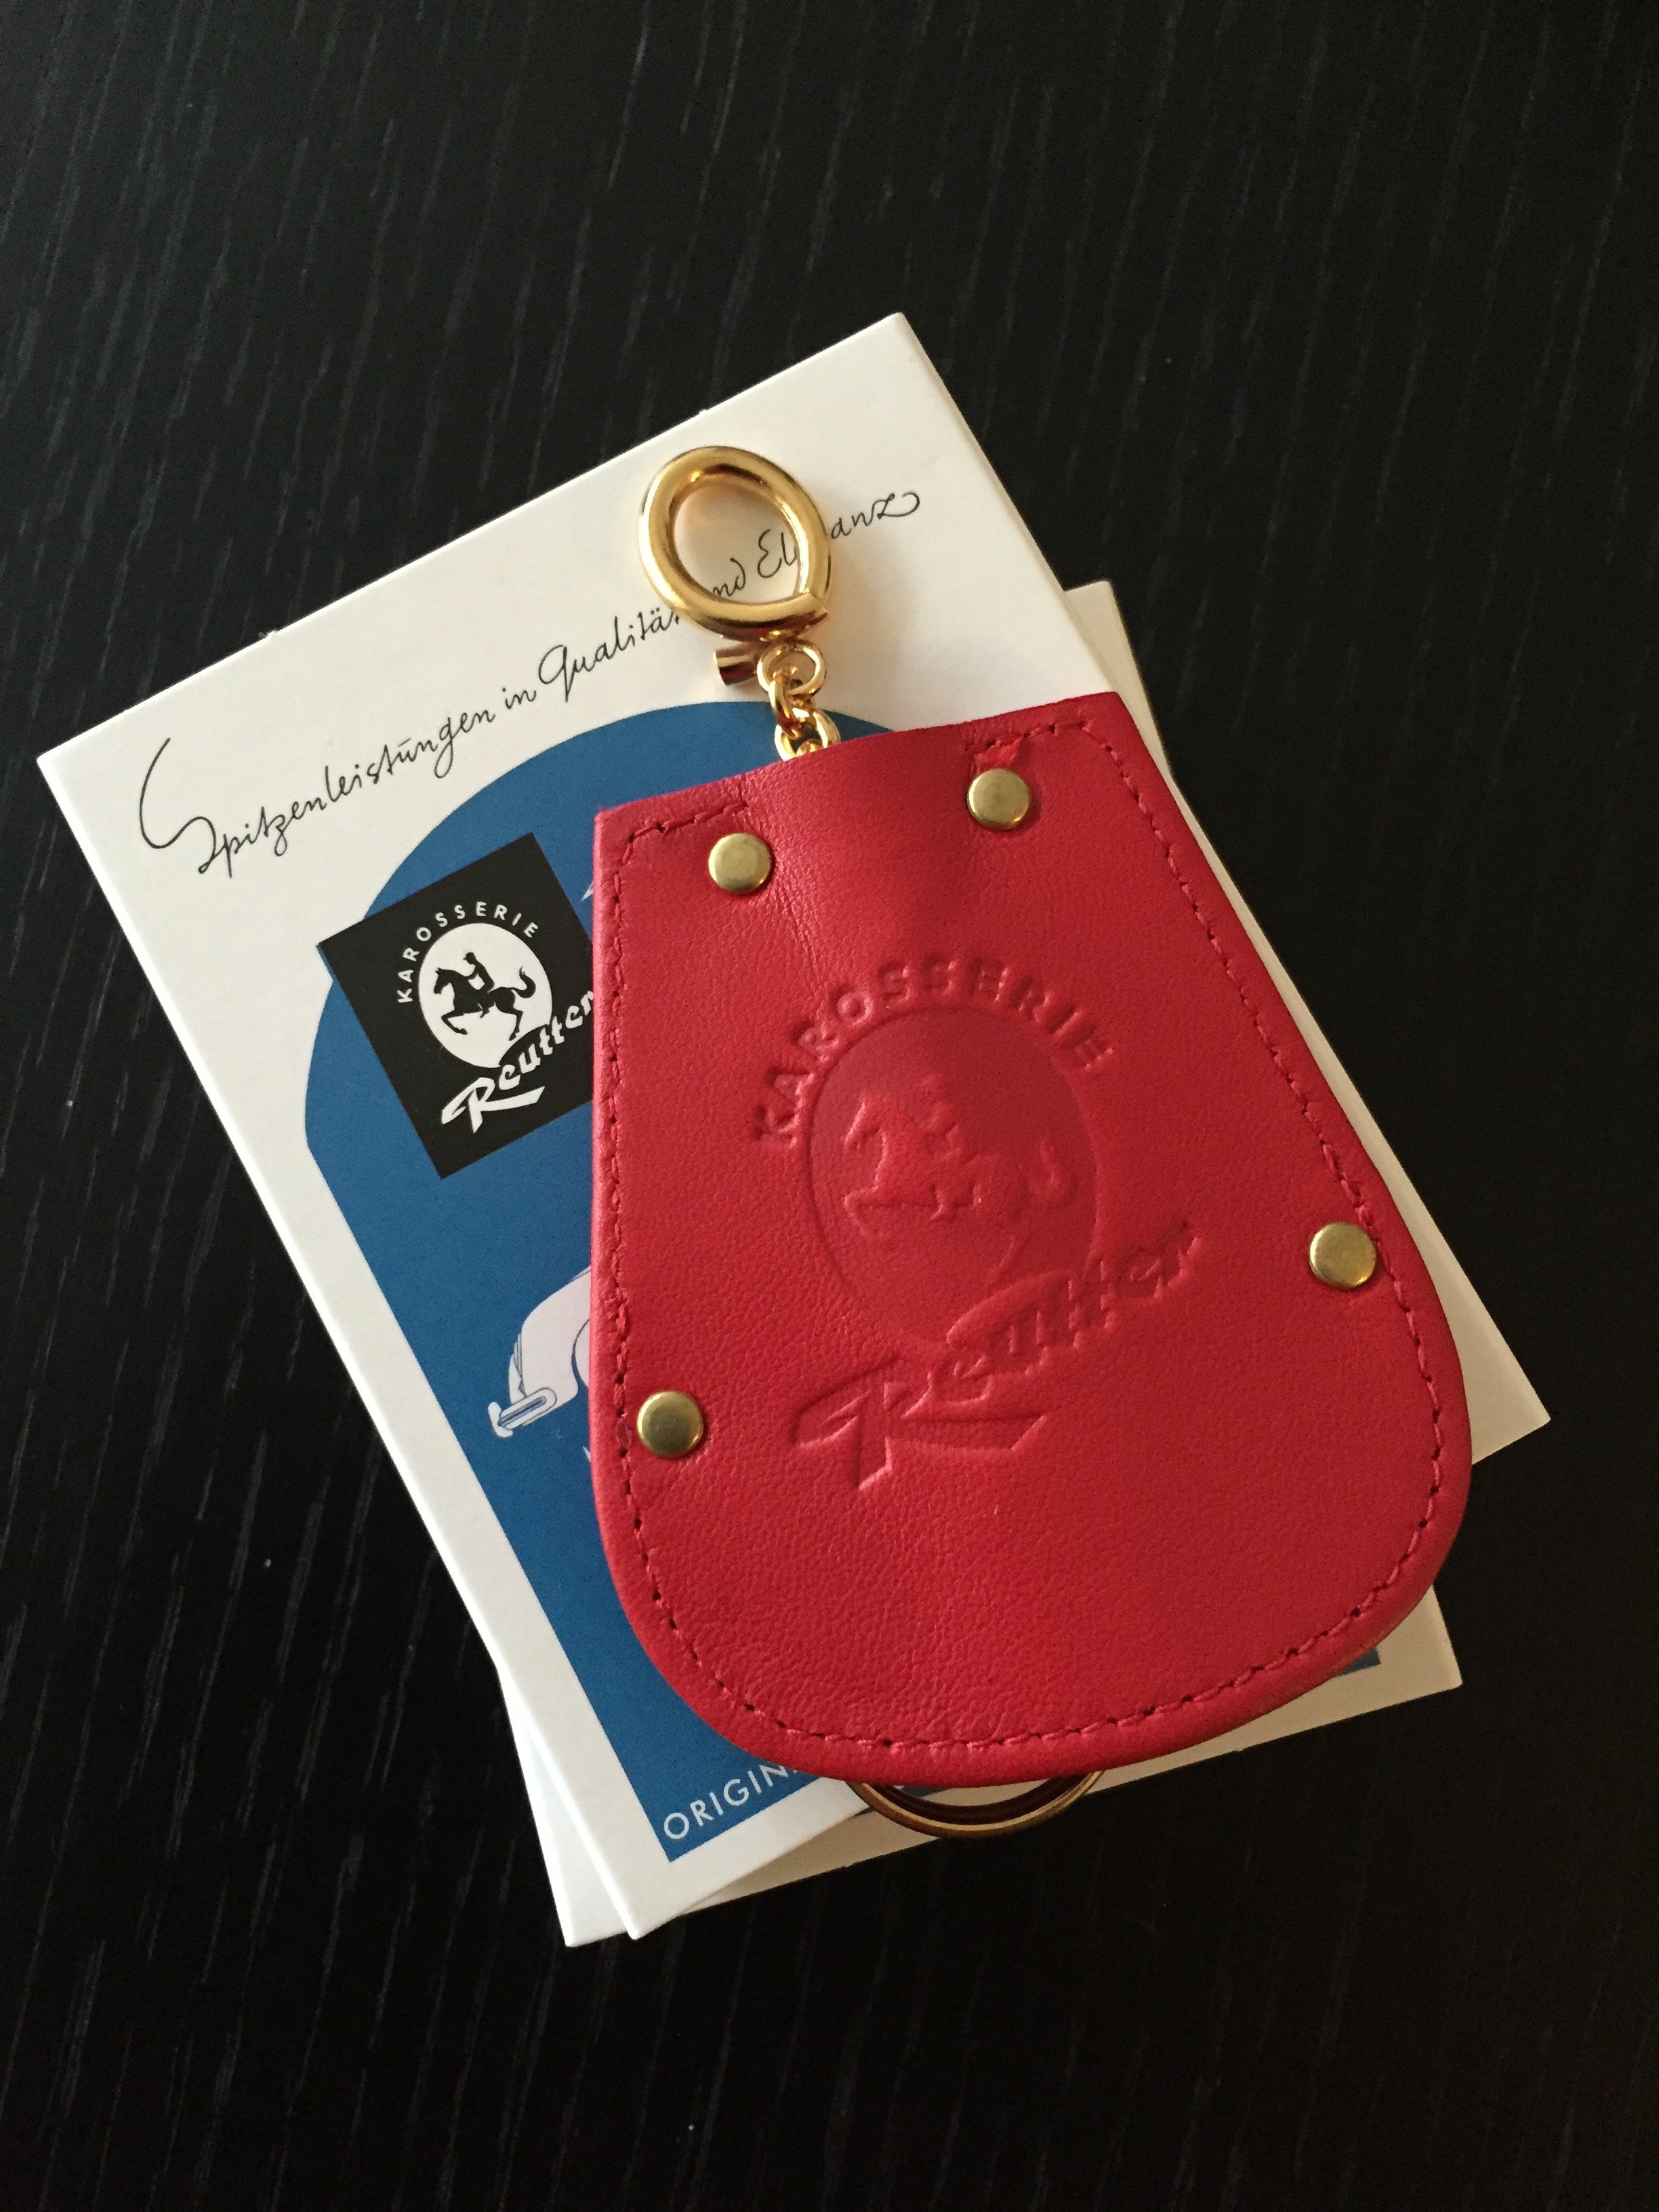 Spitzenleistungen in Qualität und Eleganz
KAROSSERIE
Reutter
KAROSSERIE
Reutter
ORIGIN